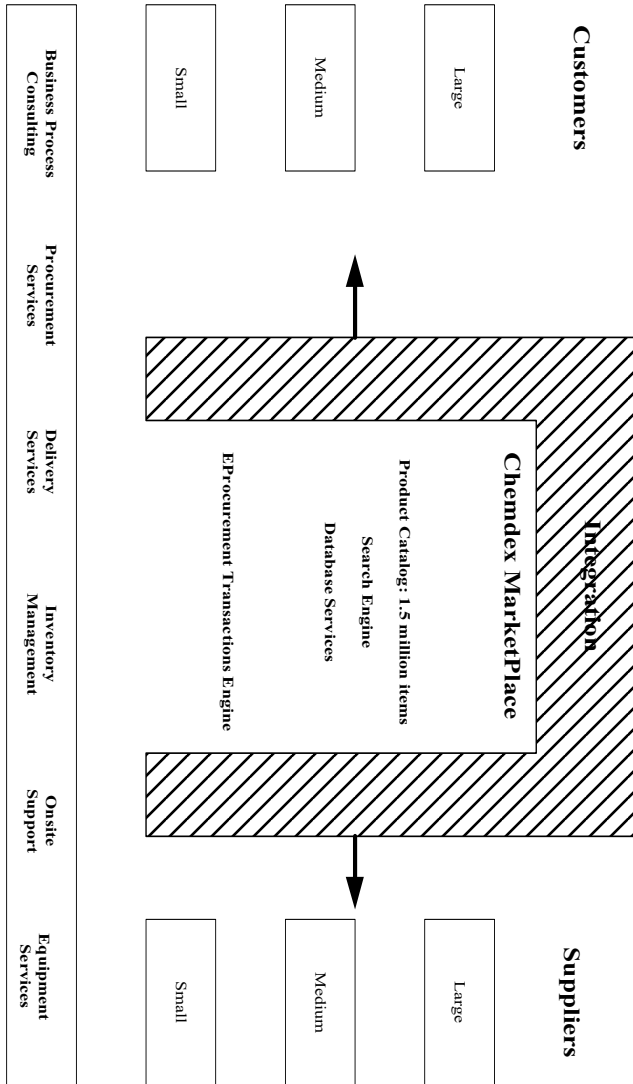 Customers
Integration
Suppliers
Large
Medium
Small
Chemdex MarketPlace
Product Catalog: 1.5 million items
Search Engine
Database Services
EProcurement Transactions Engine
Large
Medium
Small
Business Process
Consulting
Procurement
Services
Delivery
Services
Inventory
Management
Onsite
Support
Equipment
Services